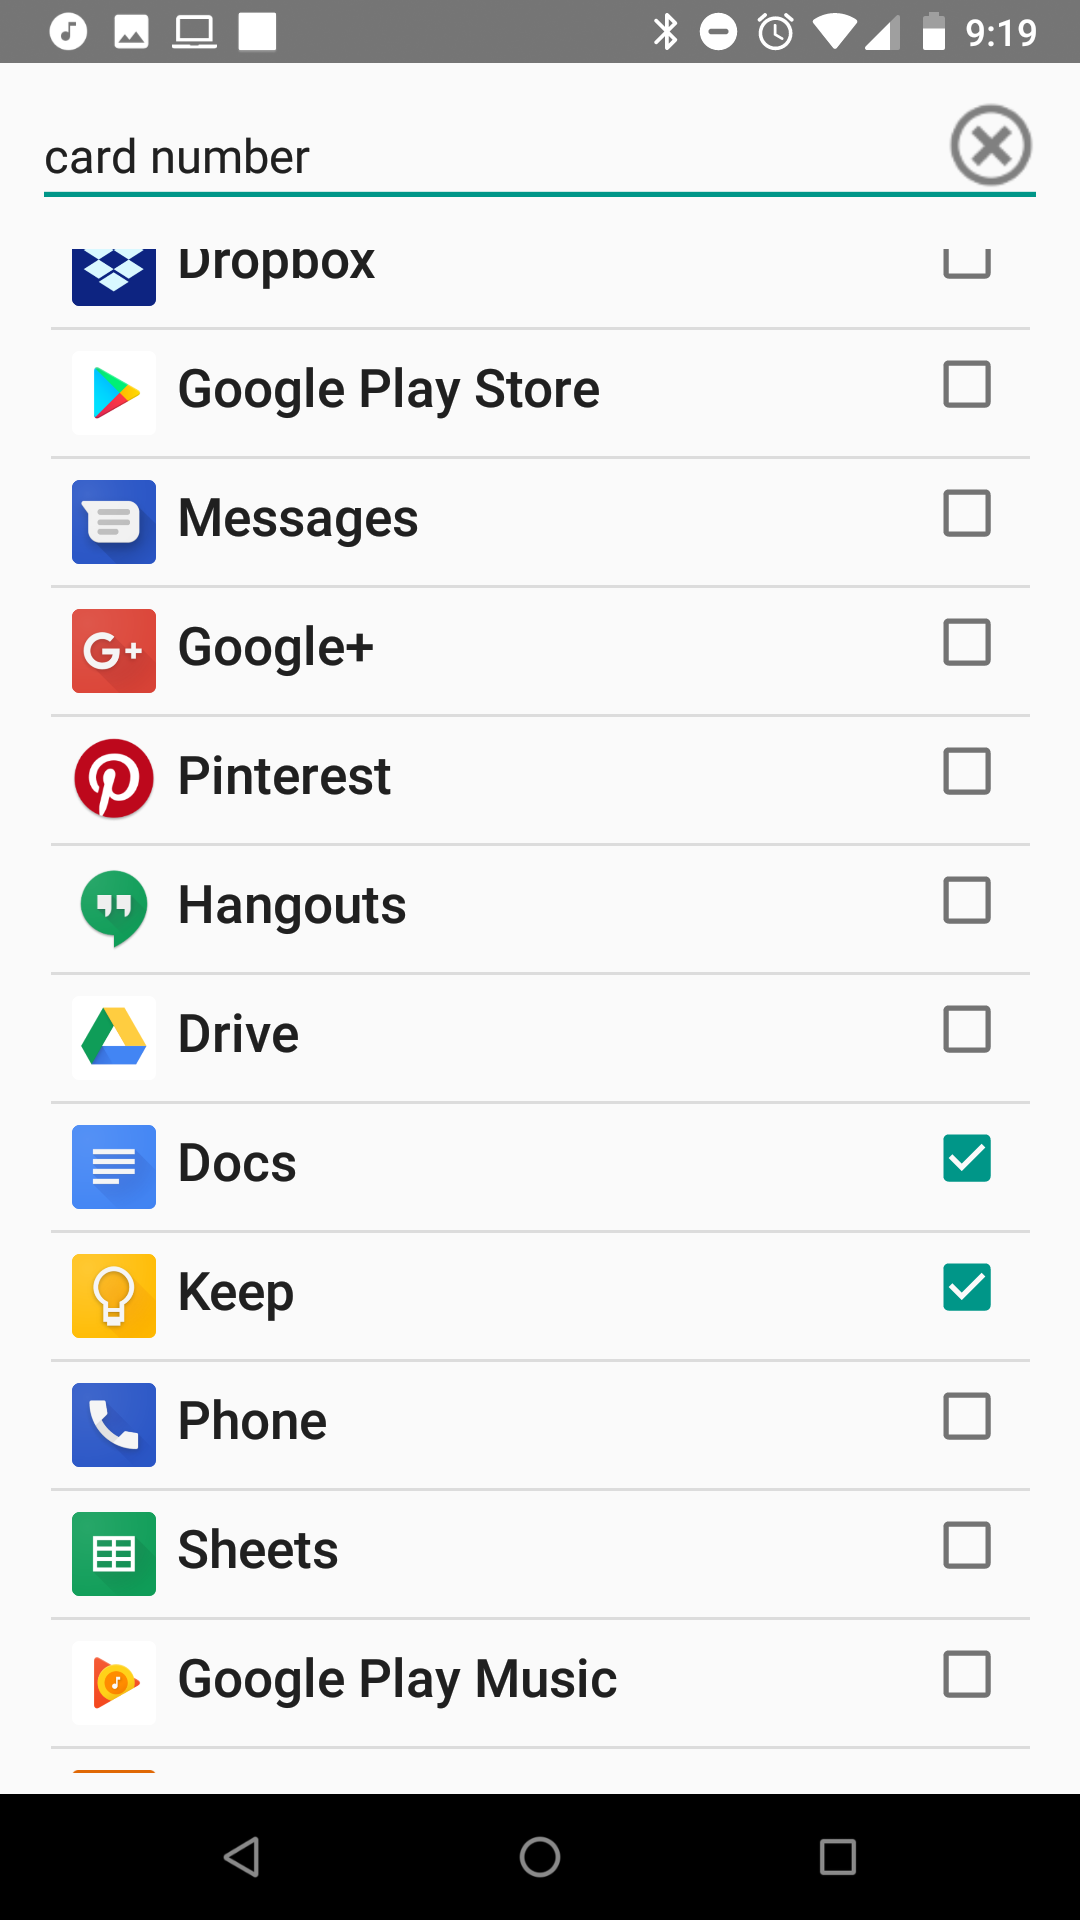 9:19
card number
Dropbox
Google Play Store
Messages
G+ Google+
Pinterest
Hangouts
Drive
Docs
Keep
Phone
Sheets
Google Play Music